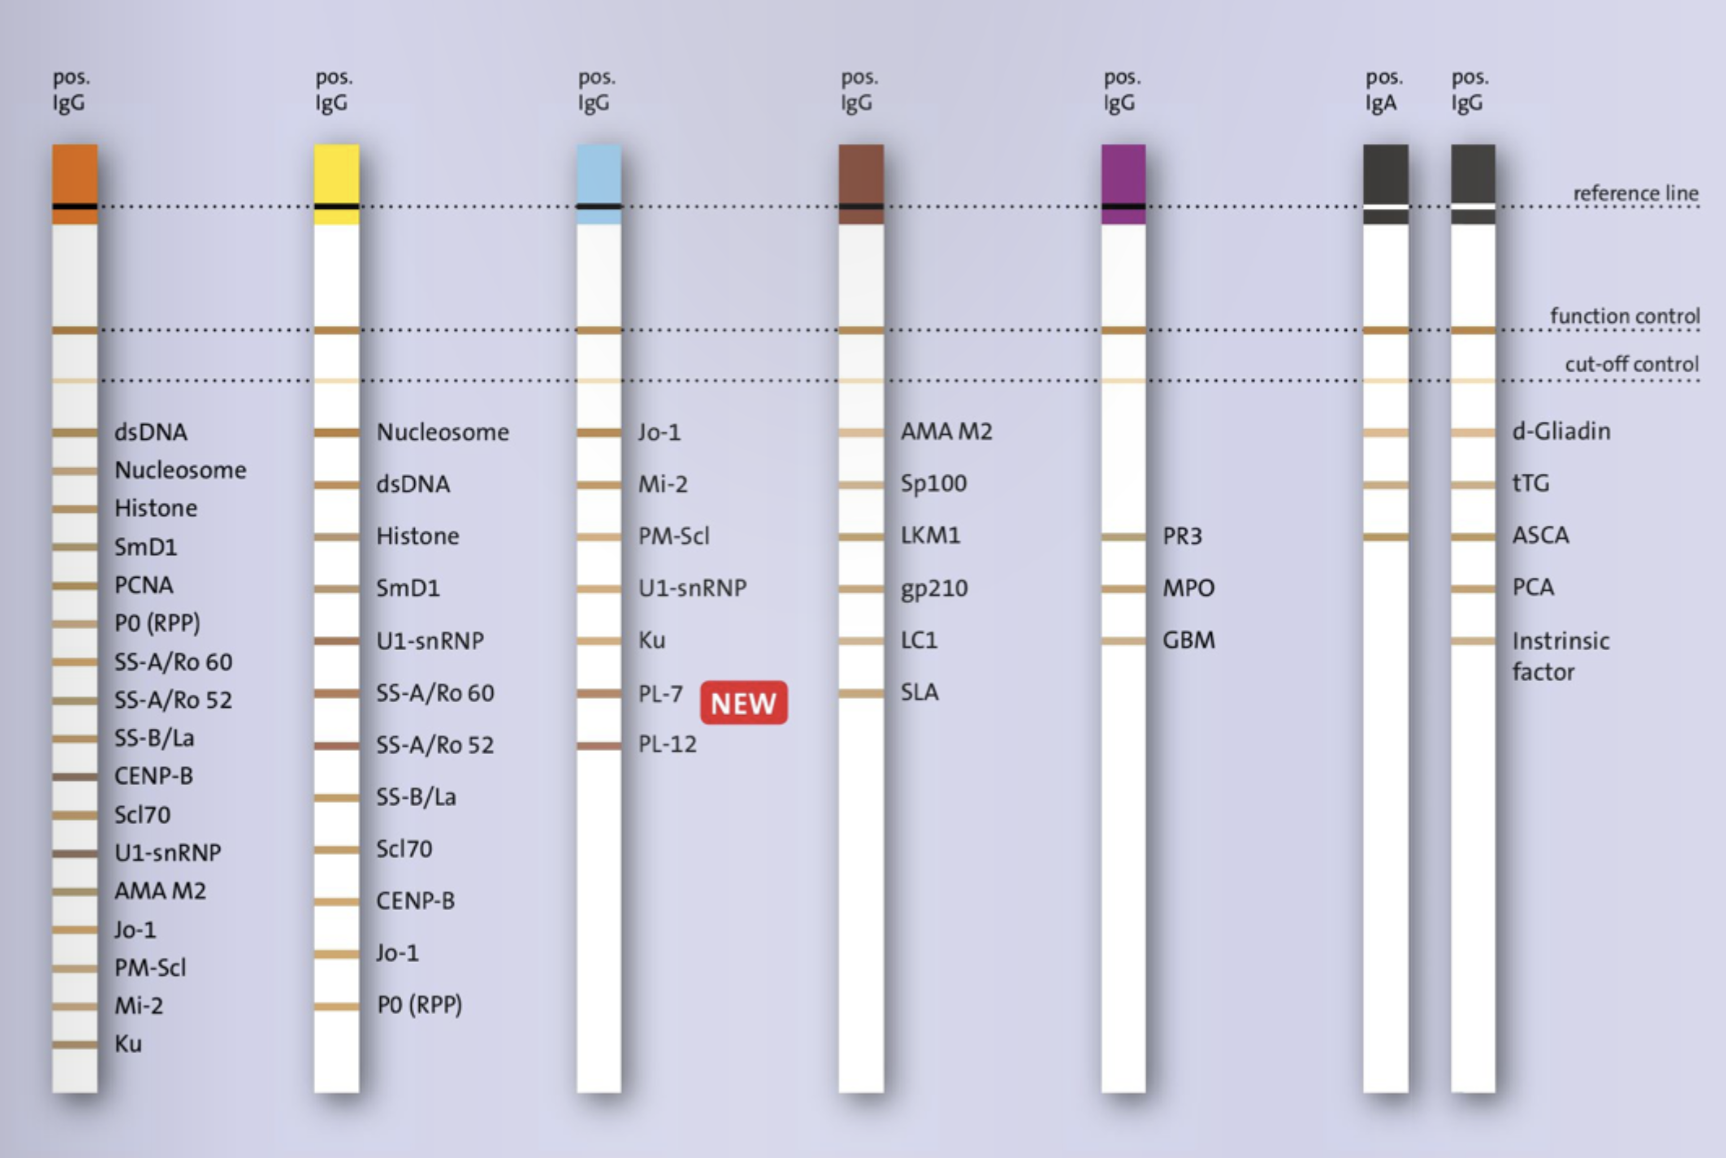 pos.
IgG
pos.
IgG
pos.
IgG
pos.
IgG
pos.
IgG
pos.
IgA
pos.
IgG
reference line
function control
cut-off control
dsDNA
Nucleosome
Histone
SmD1
PCNA
P0 (RPP)
SS-A/Ro 60
SS-A/Ro 52
SS-B/La
CENP-B
Scl70
U1-snRNP
AMA M2
Jo-1
PM-Scl
Mi-2
Ku
Nucleosome
dsDNA
Histone
SmD1
U1-snRNP
SS-A/Ro 60
SS-A/Ro 52
SS-B/La
Scl70
CENP-B
Jo-1
P0 (RPP)
Jo-1
Mi-2
PM-Scl
U1-snRNP
Ku
PL-7
NEW
PL-12
AMA M2
Sp100
LKM1
gp210
LC1
SLA
PR3
MPO
GBM
d-Gliadin
tTG
ASCA
PCA
Instrinsic
factor